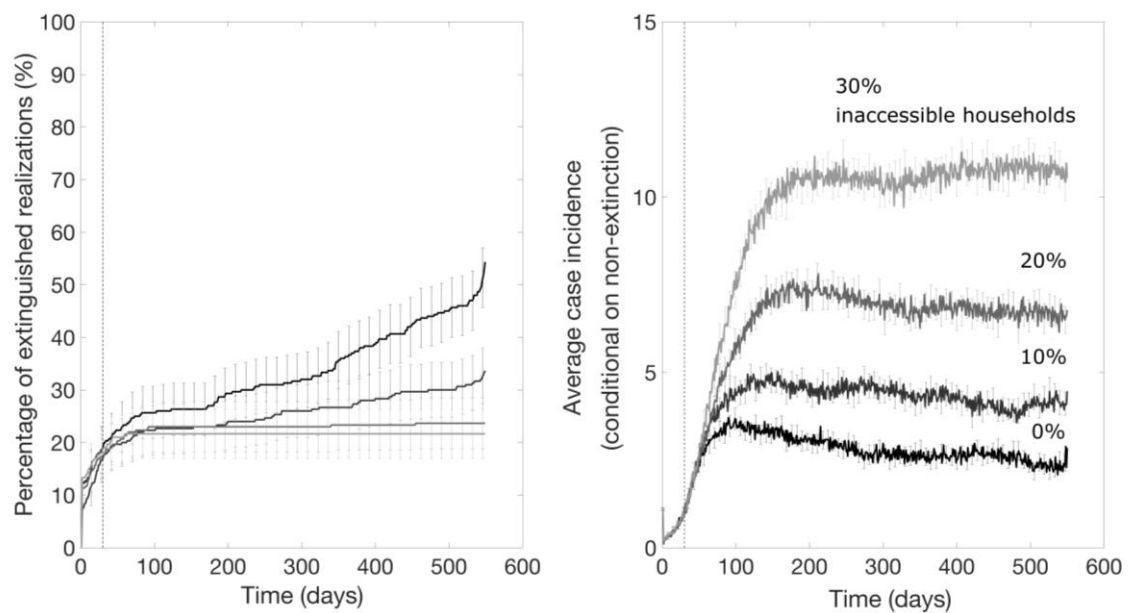 Percentage of extinguished realizations (%)
100
90
80
70
60
50
40
30
20
10
0
0 100 200 300 400 500 600
Time (days)
Average case incidence
(conditional on non-extinction)
15
10
5
0
30%
inaccessible households
20%
10%
0%
0 100 200 300 400 500 600
Time (days)